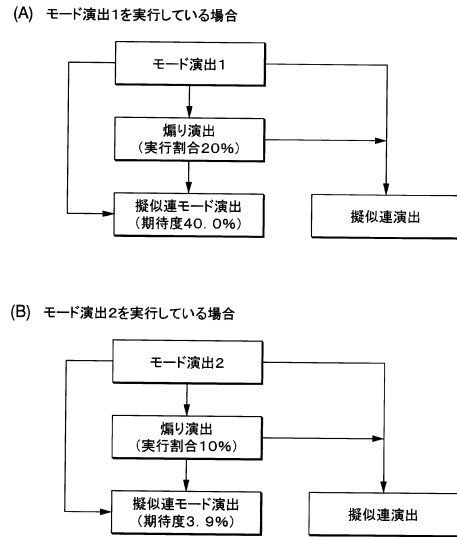 (A) モード演出1を実行している場合
モード演出1
煽り演出
(実行割合20%)
擬似連モード演出
(期待度40.0%)
擬似連演出
(B) モード演出2を実行している場合
モード演出2
煽り演出
(実行割合10%)
擬似連モード演出
(期待度3.9%)
擬似連演出